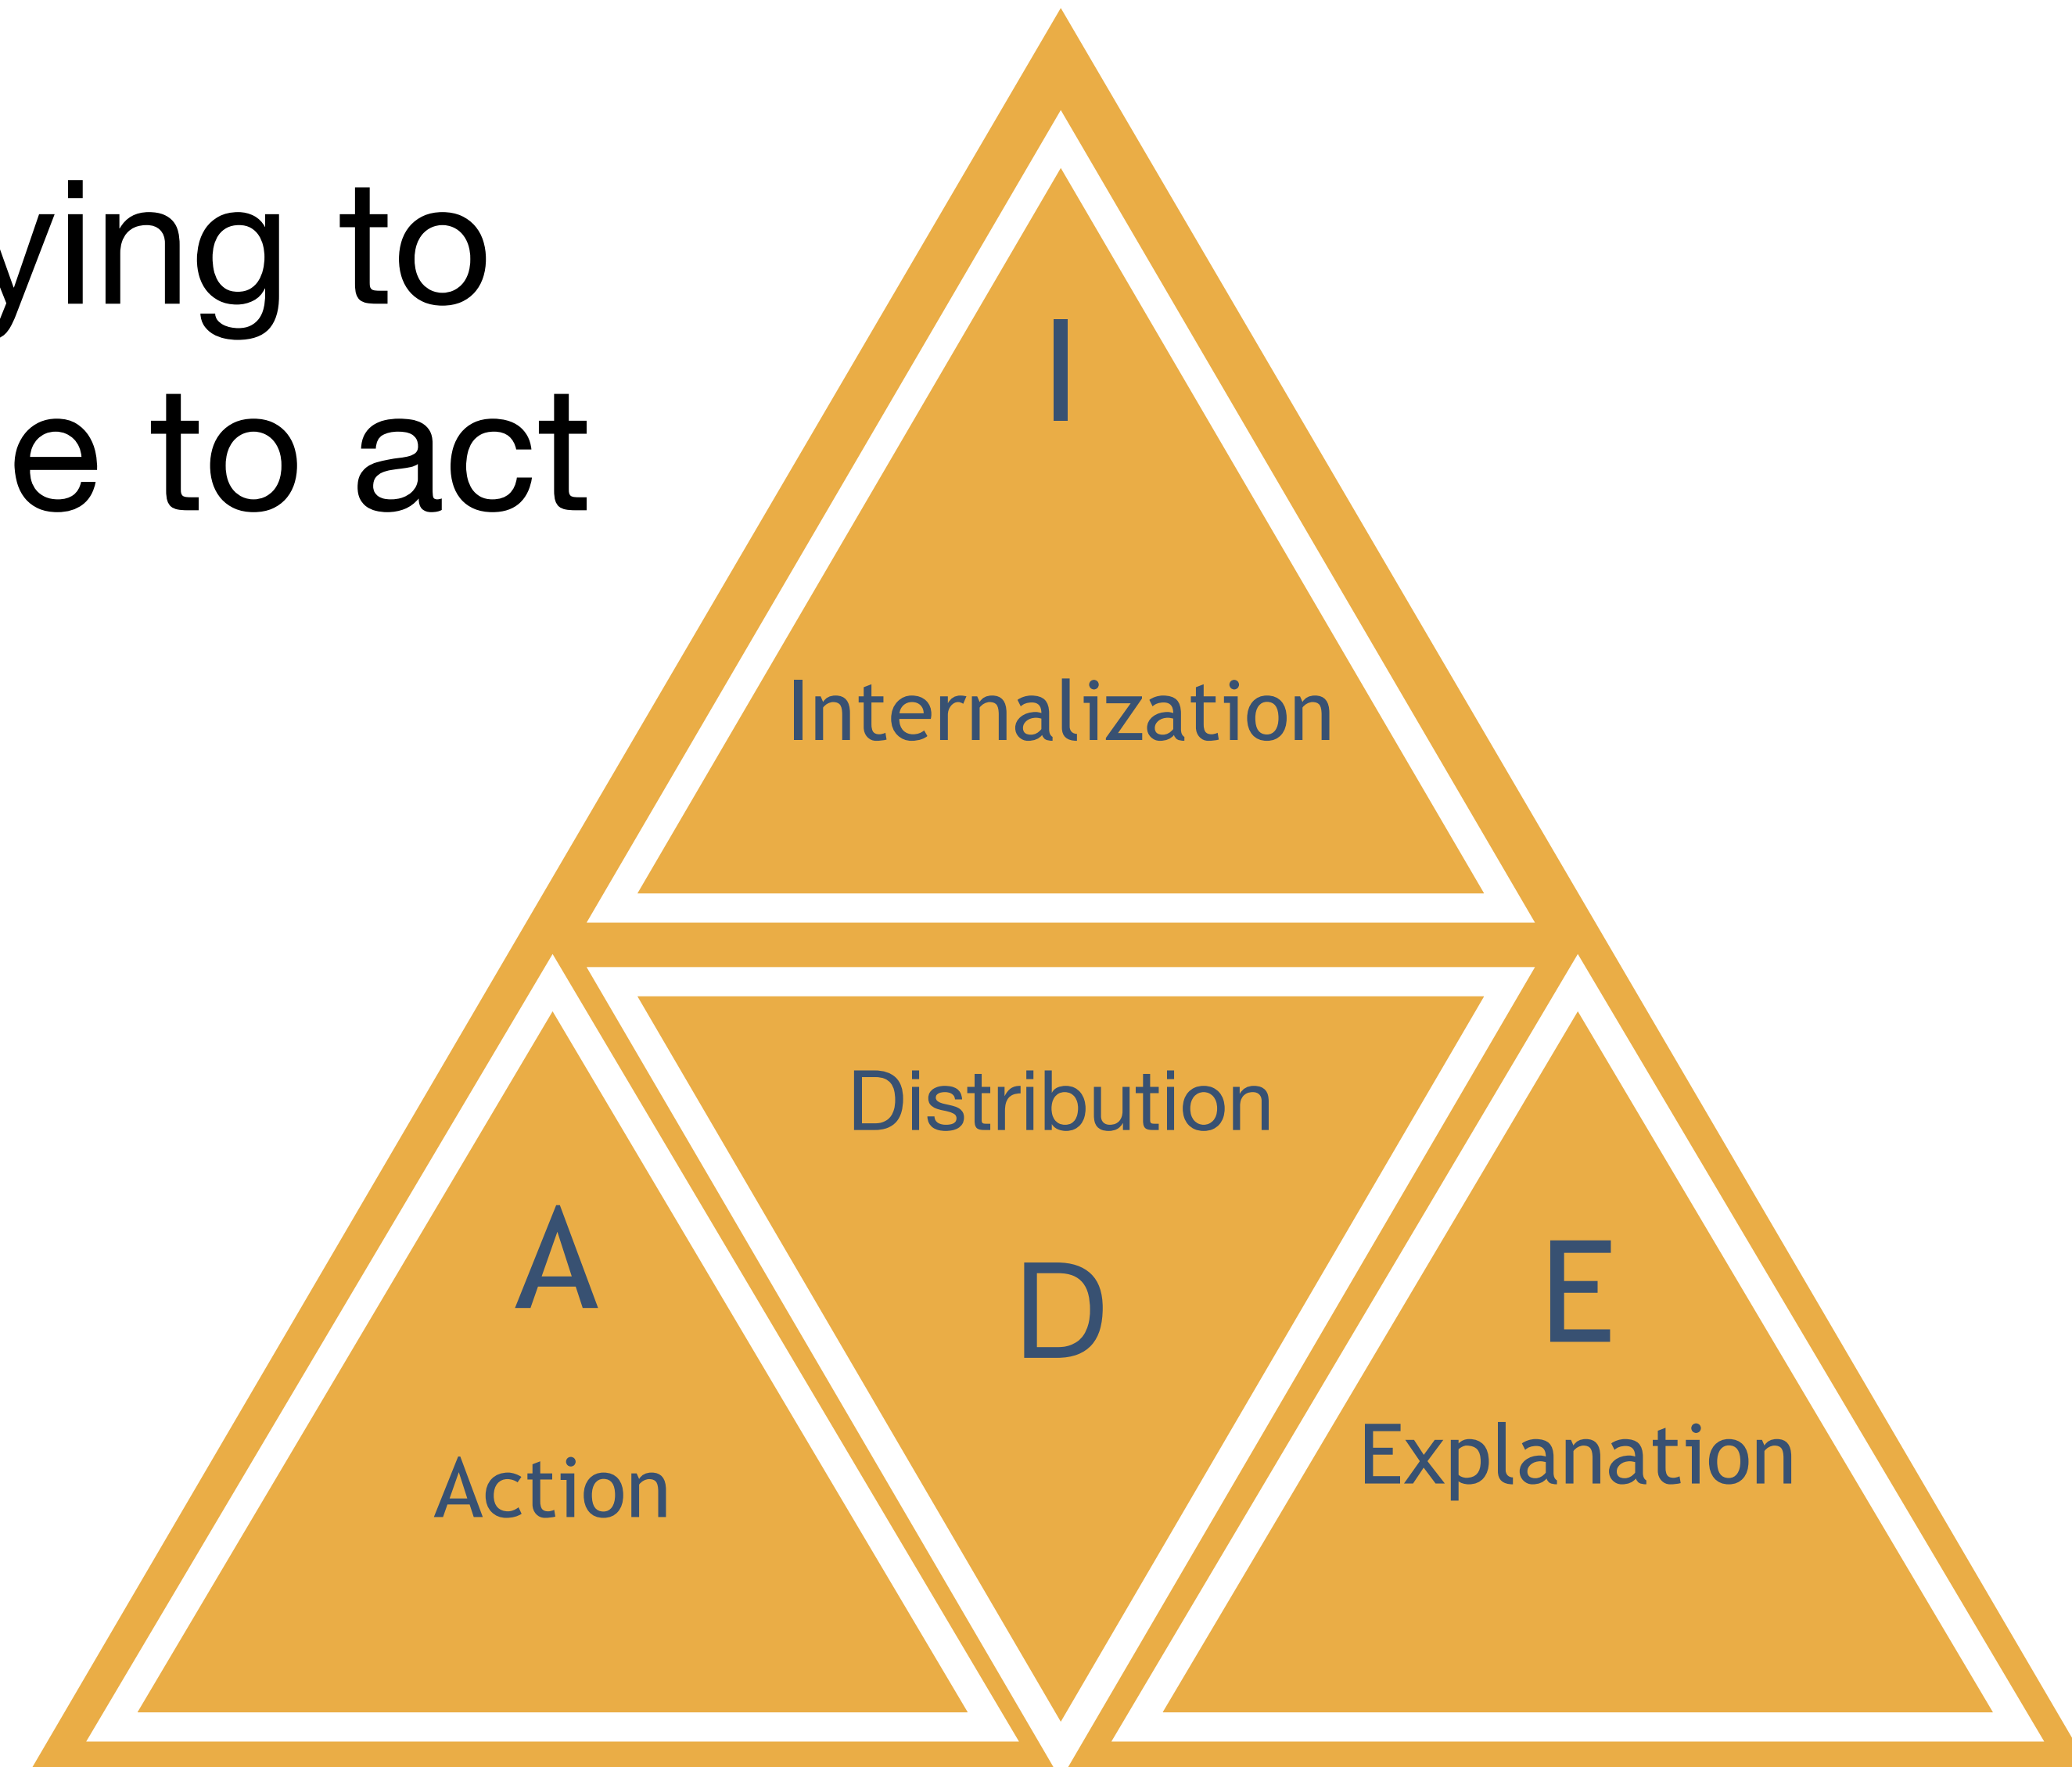 ying to
e to act
I
Internalization
Distribution
D
A
Action
E
Explanation